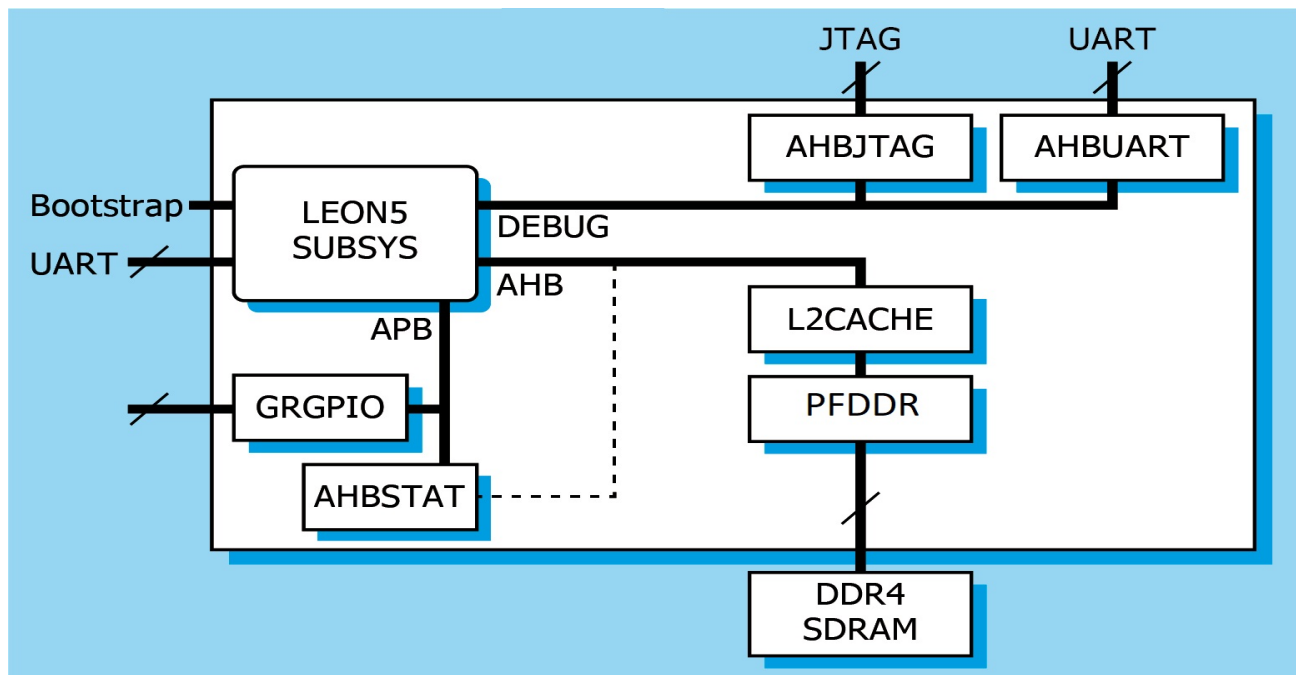 JTAG
UART
AHBJTAG
AHBUART
Bootstrap
LEON5
SUBSYS
DEBUG
UART
AHB
L2CACHE
APB
GRGPIO
PFDDR
AHBSTAT
DDR4
SDRAM